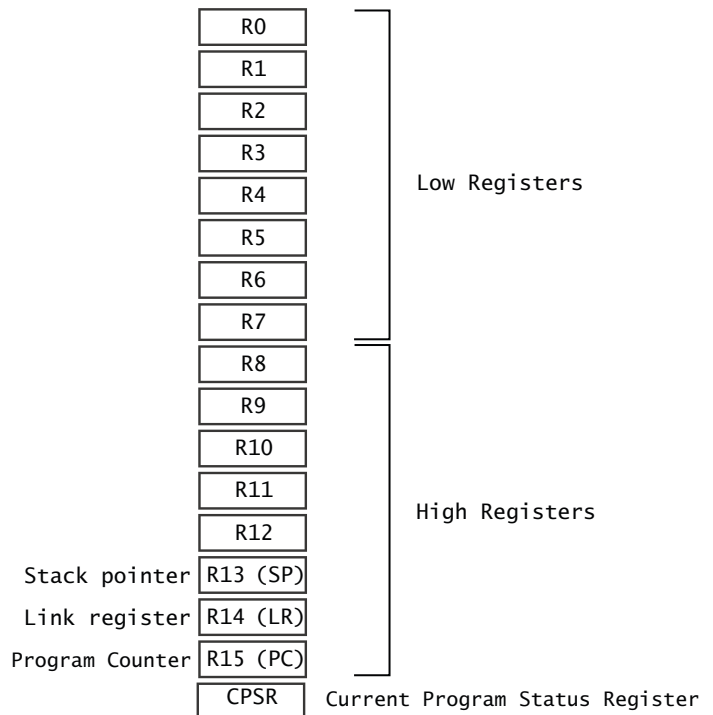 R0
R1
R2
R3
R4
Low Registers
R5
R6
R7
R8
R9
R10
R11
High Registers
R12
Stack pointer R13 (SP)
Link register R14 (LR)
Program Counter R15 (PC)
CPSR Current Program Status Register